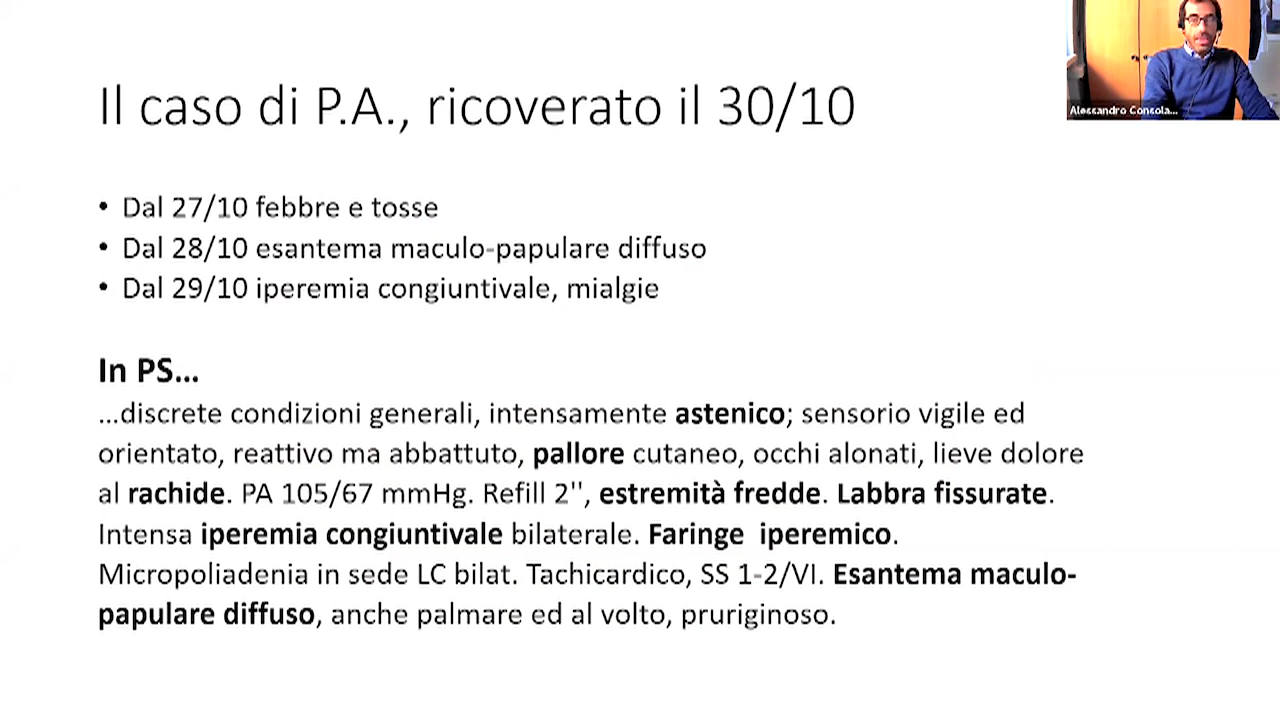 Il caso di P.A., ricoverato il 30/10
Alessandro Consola...
• Dal 27/10 febbre e tosse
• Dal 28/10 esantema maculo-papulare diffuso
• Dal 29/10 iperemia congiuntivale, mialgie
In PS...
...discrete condizioni generali, intensamente astenico; sensorio vigile ed
orientato, reattivo ma abbattuto, pallore cutaneo, occhi alonati, lieve dolore
al rachide. PA 105/67 mmHg. Refill 2'', estremità fredde. Labbra fissurate.
Intensa iperemia congiuntivale bilaterale. Faringe  iperemico.
Micropoliadenia in sede LC bilat. Tachicardico, SS 1-2/VI. Esantema maculo-
papulare diffuso, anche palmare ed al volto, pruriginoso.